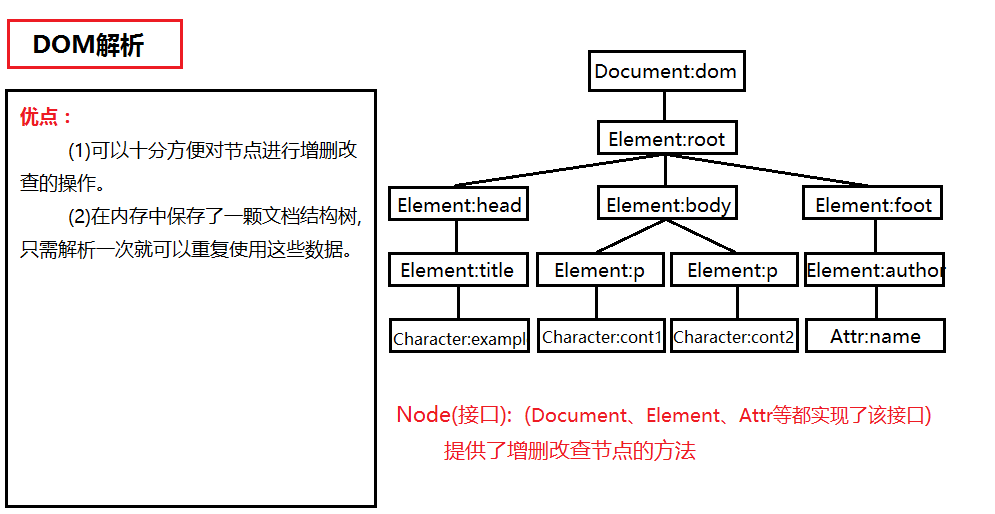 DOM解析
优点：
(1)可以十分方便对节点进行增删改
查的操作。
(2)在内存中保存了一颗文档结构树,
只需解析一次就可以重复使用这些数据。
Document:dom
Element:root
Element:head
Element:body
Element:foot
Element:title
Element:p
Element:p
Element:author
Character:exampl
Character:cont1
Character:cont2
Attr:name
Node(接口): (Document、Element、Attr等都实现了该接口)
提供了增删改查节点的方法